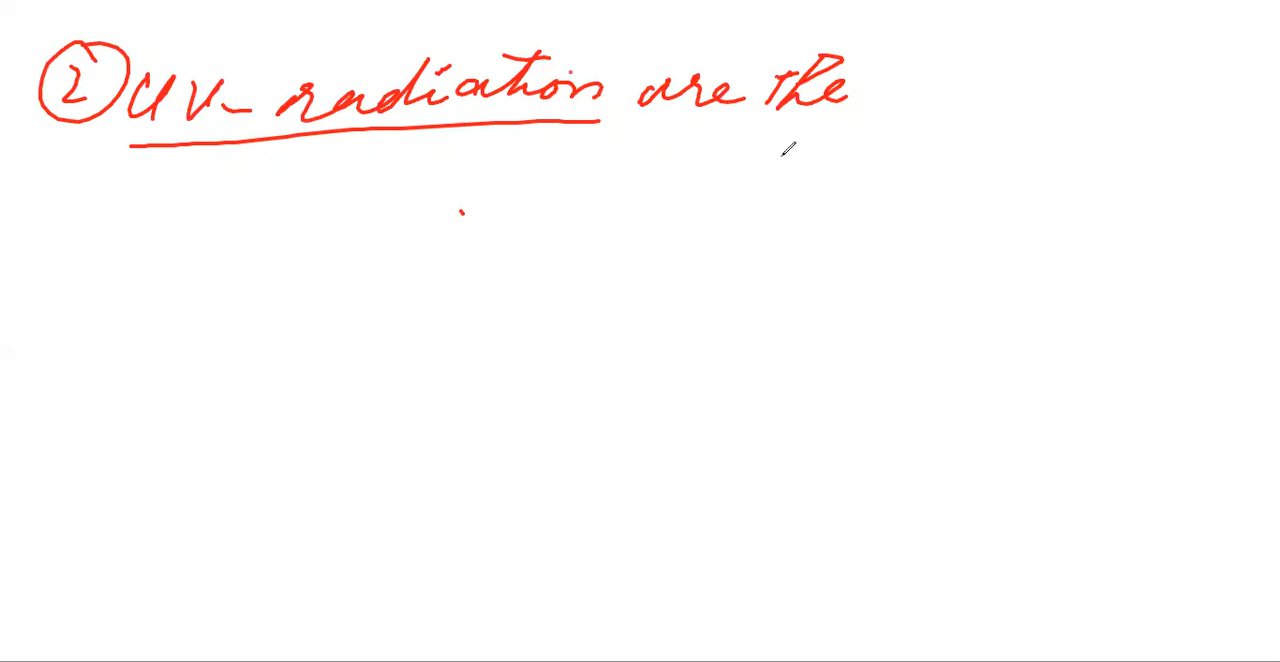 ② UV- radiation are the